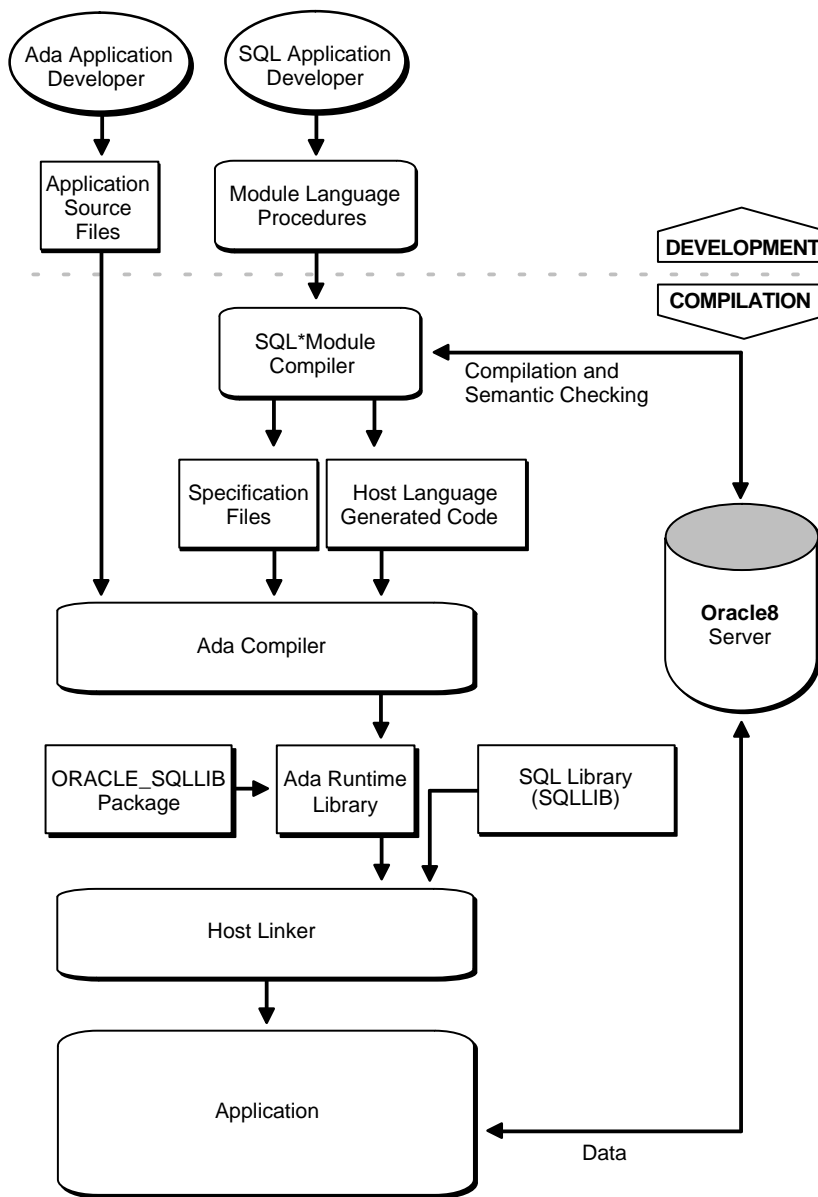 Ada Application
Developer
SQL Application
Developer
Application
Source
Files
Module Language
Procedures
DEVELOPMENT
COMPILATION
SQL*Module
Compiler
Compilation and
Semantic Checking
Specification
Files
Host Language
Generated Code
Oracle8
Server
Ada Compiler
ORACLE_SQLLIB
Package
Ada Runtime
Library
SQL Library
(SQLLIB)
Host Linker
Application
Data